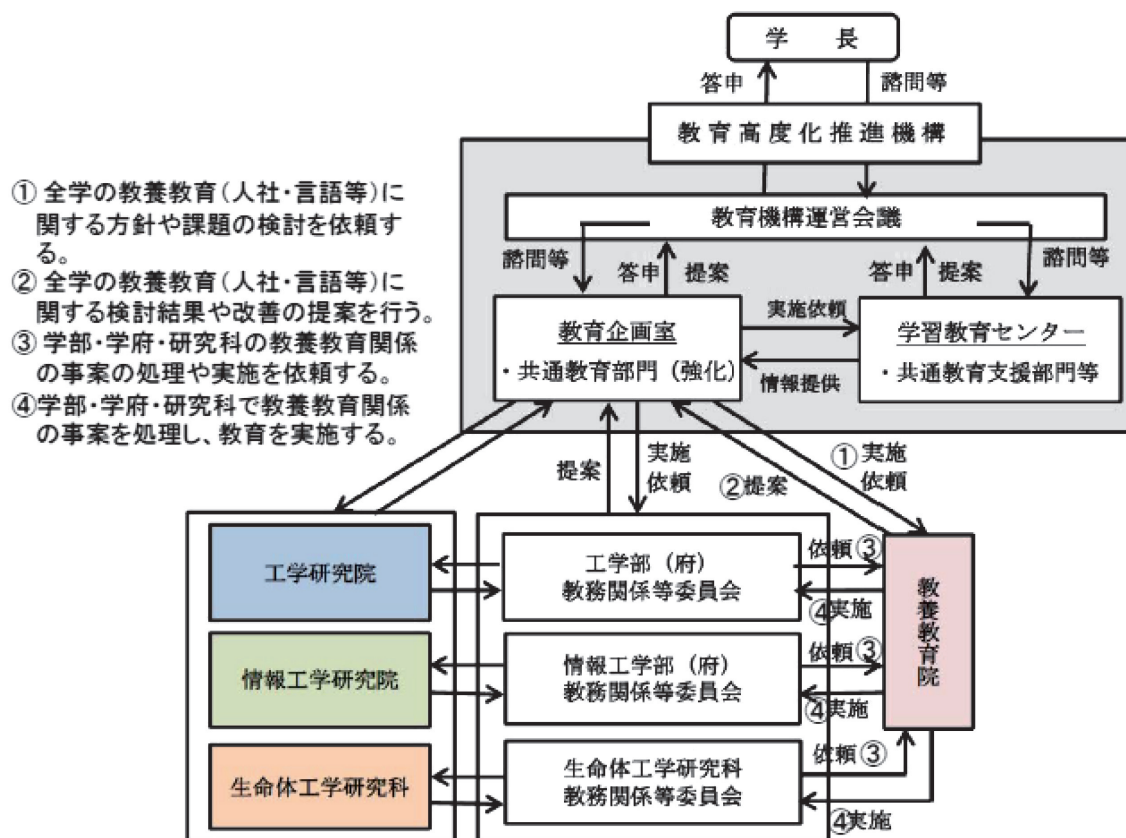 学　長
答申
諮問等
教育高度化推進機構
① 全学の教養教育（人社・言語等）に
関する方針や課題の検討を依頼す
る。
② 全学の教養教育（人社・言語等）に
関する検討結果や改善の提案を行う。
③ 学部・学府・研究科の教養教育関係
の事案の処理や実施を依頼する。
④学部・学府・研究科で教養教育関係
の事案を処理し、教育を実施する。
教育機構運営会議
諮問等
答申
提案
答申
提案
諮問等
教育企画室
・共通教育部門（強化）
実施依頼
情報提供
学習教育センター
・共通教育支援部門等
提案
実施
依頼
②提案
①実施
依頼
工学研究院
工学部（府）
教務関係等委員会
依頼③
④実施
情報工学研究院
情報工学部（府）
教務関係等委員会
依頼③
④実施
生命体工学研究科
生命体工学研究科
教務関係等委員会
依頼③
④実施
教養教育院